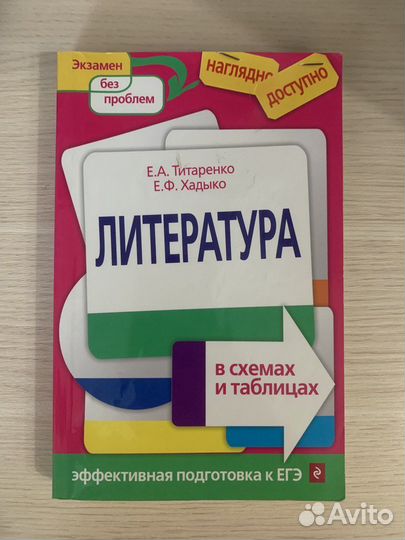 Экзамен
без
проблем
наглядно
доступно
Е.А. Титаренко
Е.Ф. Хадыко
ЛИТЕРАТУРА
в схемах
и таблицах
эффективная подготовка к ЕГЭ
Avito